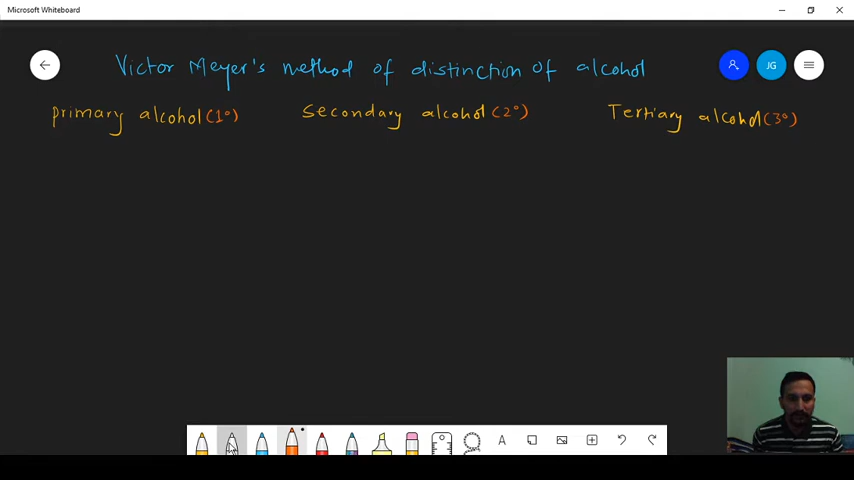 Microsoft Whiteboard
Victor Meyer's method of distinction of alcohol
JG
primary alcohol (1°) Secondary alcohol (2°) Tertiary alcohol (3°)
A